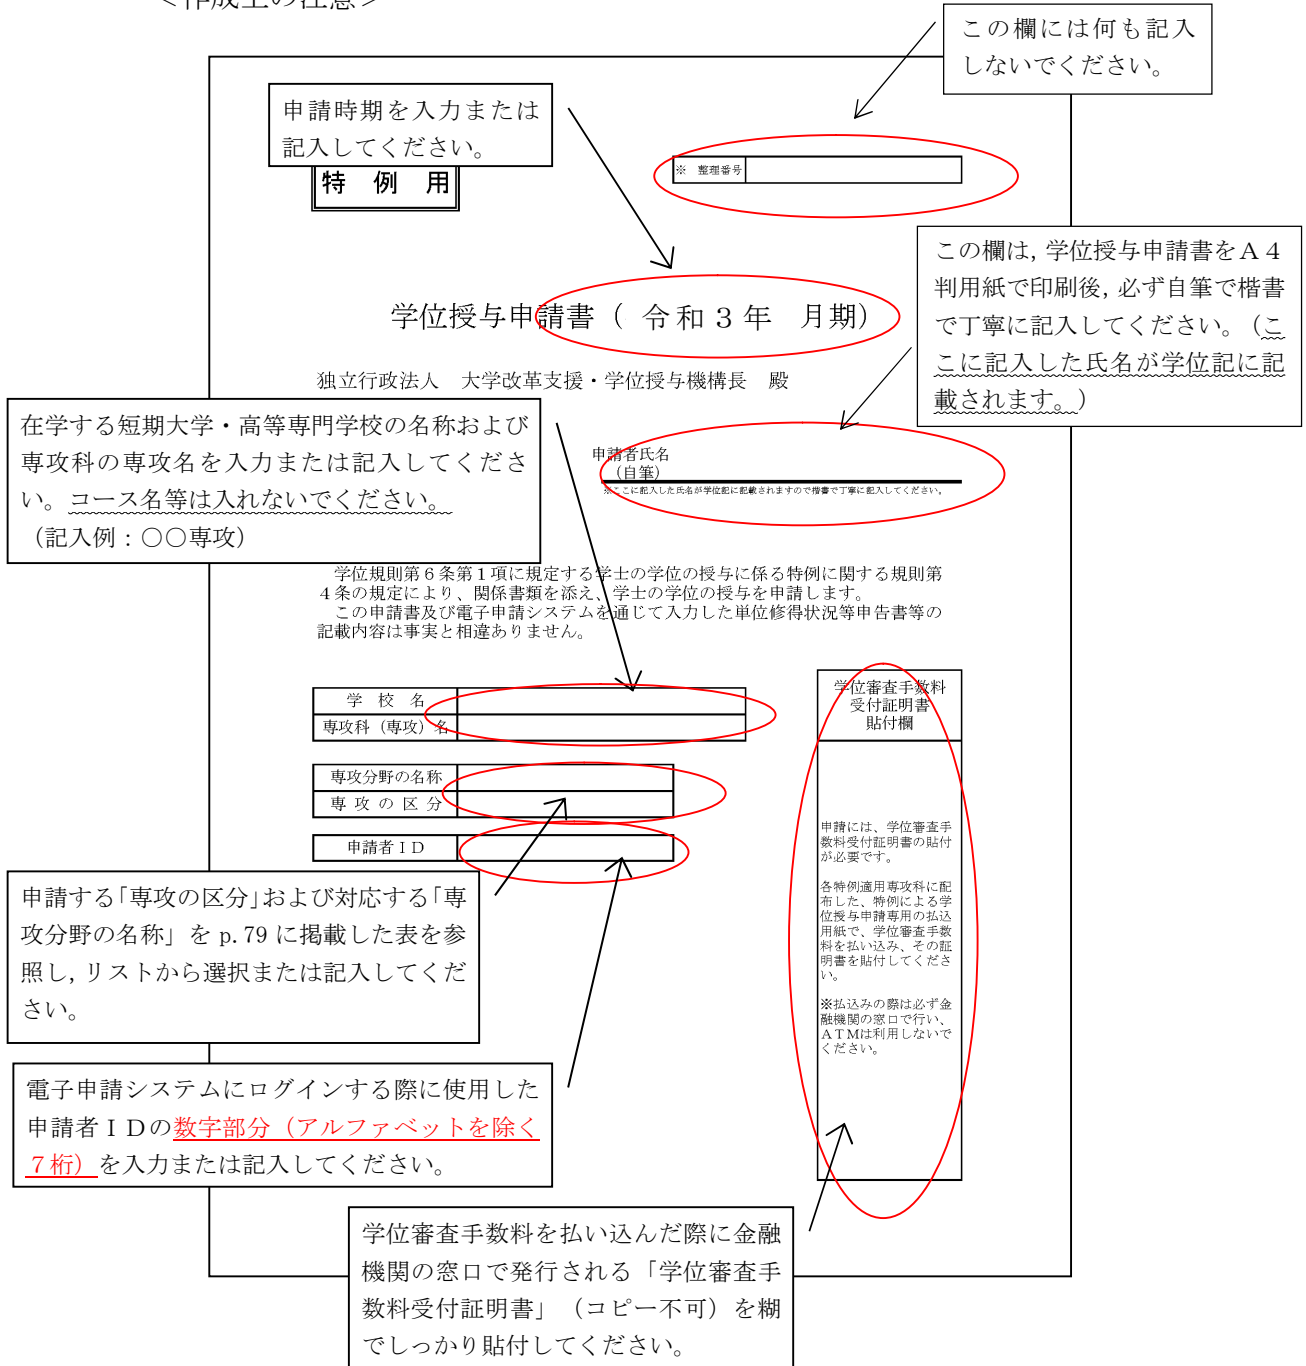 ＜作成上の注意＞
この欄には何も記入
しないでください。
申請時期を入力または
記入してください。
特 例 用
※ 整理番号
この欄は，学位授与申請書をＡ４
判用紙で印刷後，必ず自筆で楷書
で丁寧に記入してください。（こ
こに記入した氏名が学位記に記
載されます。）
学位授与申請書（ 令和３年 月期）
独立行政法人　大学改革支援・学位授与機構長　殿
在学する短期大学・高等専門学校の名称および
専攻科の専攻名を入力または記入してくださ
い。コース名等は入れないでください。
（記入例：○○専攻）
申請者氏名
（自筆）
※ここに記入した氏名が学位記に記載されますので楷書で丁寧に記入してください。
学位規則第６条第１項に規定する学士の学位の授与に係る特例に関する規則第
４条の規定により、関係書類を添え、学士の学位の授与を申請します。
この申請書及び電子申請システムを通じて入力した単位修得状況等申告書等の
記載内容は事実と相違ありません。
学 校 名
専攻科（専攻）名
専攻分野の名称
専 攻 の 区 分
申請者ＩＤ
学位審査手数料
受付証明書
貼付欄
申請には、学位審査手
数料受付証明書の貼付
が必要です。
各特例適用専攻科に配
布した、特例による学
位授与申請専用の払込
用紙で、学位審査手数
料を払い込み、その証
明書を貼付してくださ
い。
※払込みの際は必ず金
融機関の窓口で行い、
ＡＴＭは利用しないで
ください。
申請する「専攻の区分」および対応する「専
攻分野の名称」を p.79 に掲載した表を参
照し，リストから選択または記入してくだ
さい。
電子申請システムにログインする際に使用した
申請者ＩＤの数字部分（アルファベットを除く
７桁）を入力または記入してください。
学位審査手数料を払い込んだ際に金融
機関の窓口で発行される「学位審査手
数料受付証明書」（コピー不可）を糊
でしっかり貼付してください。